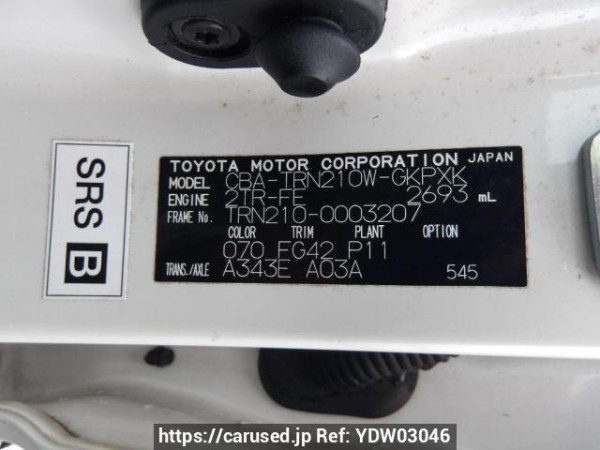 TOYOTA MOTOR CORPORATION JAPAN
MODEL CBA-TRN210W-GKPXK
ENGINE 2TR-FE 2693 mL
FRAME No. TRN210-0003207
COLOR TRIM PLANT OPTION
070 FG42 P11
TRANS./AXLE A343E A03A 545
SRS B
https://carused.jp Ref: YDW03046